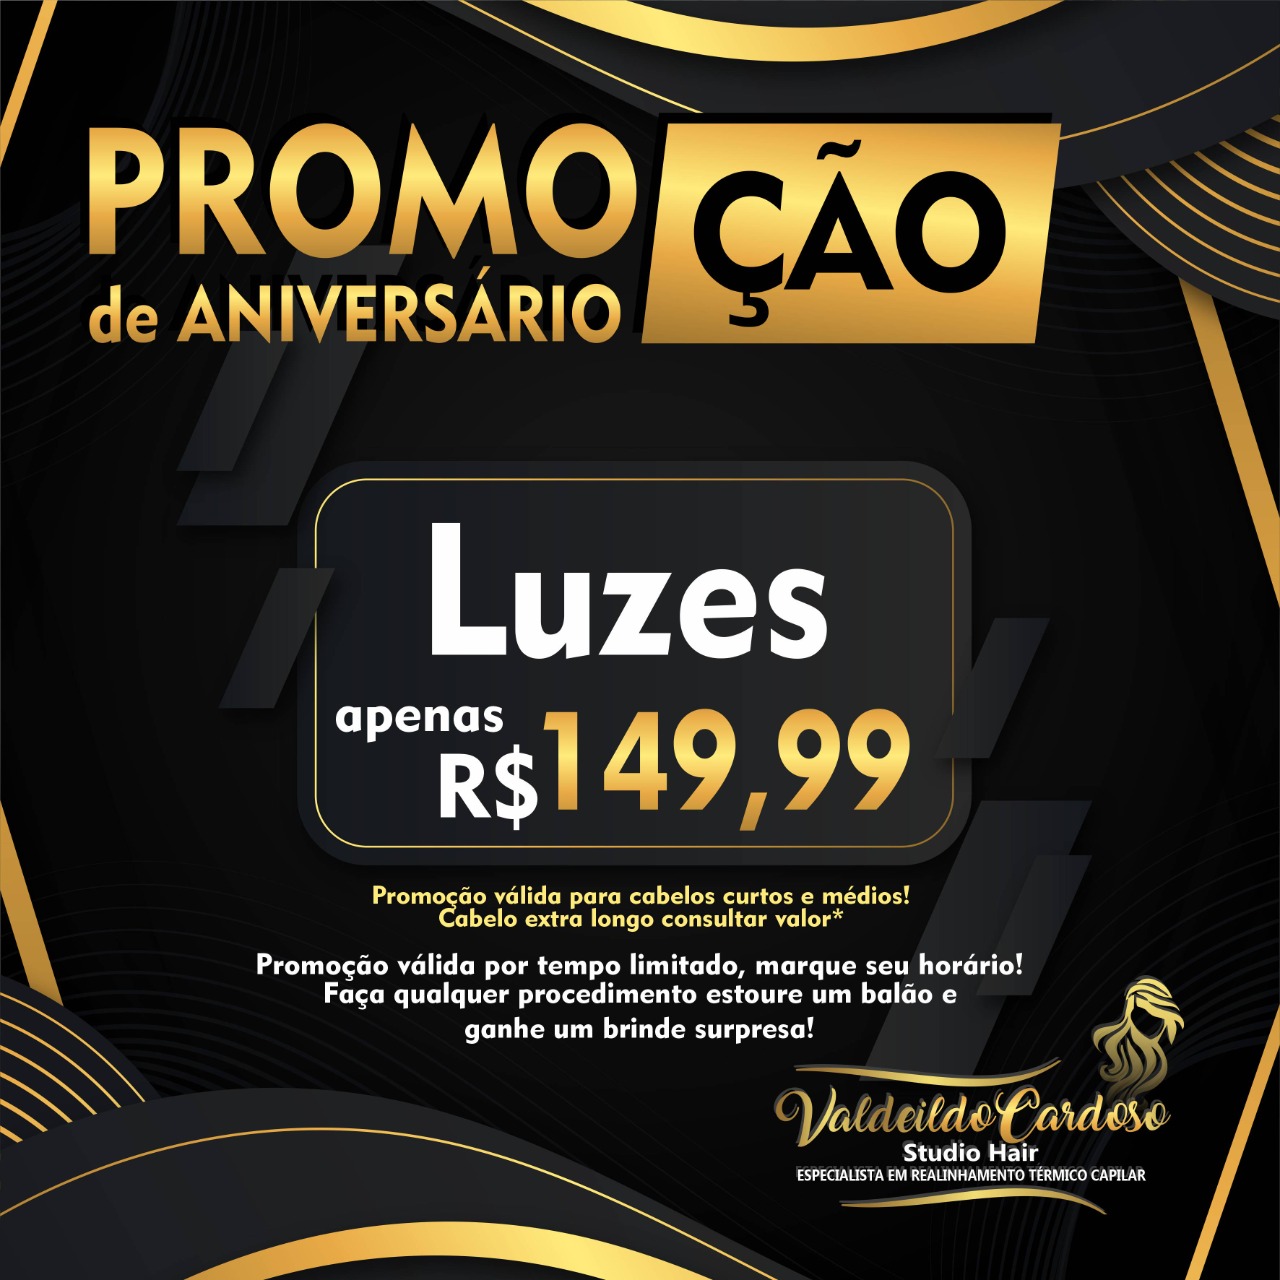 PROMOÇÃO
de ANIVERSÁRIO
Luzes
apenas
R$149,99
Promoção válida para cabelos curtos e médios!
Cabelo extra longo consultar valor*
Promoção válida por tempo limitado, marque seu horário!
Faça qualquer procedimento estoure um balão e
ganhe um brinde surpresa!
Valdeildo Cardoso
Studio Hair
ESPECIALISTA EM REALINHAMENTO TÉRMICO CAPILAR